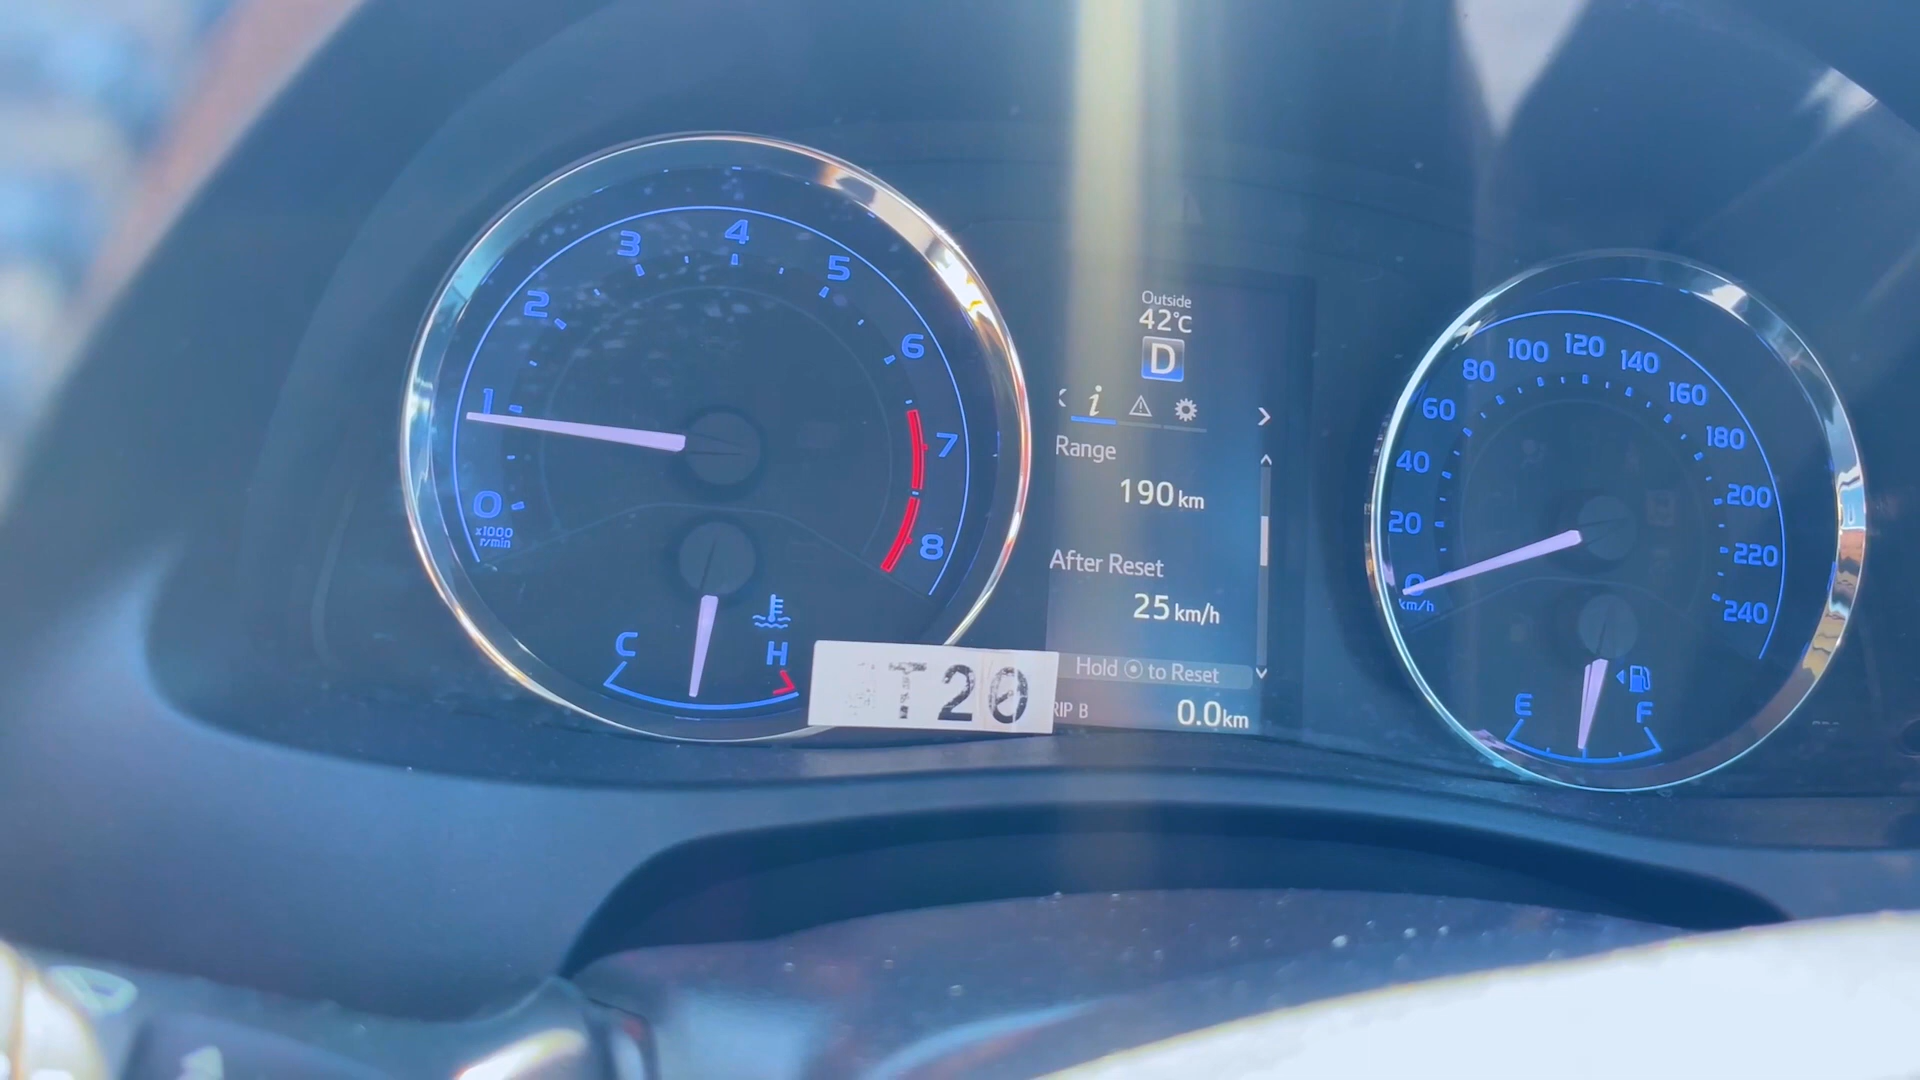 0
1
2
3
4
5
6
7
8
x1000
r/min
C
H
T20
Outside
42°C
D
i
Range
190 km
After Reset
25 km/h
Hold to Reset
RIP B
0.0 km
0
20
40
60
80
100
120
140
160
180
200
220
240
km/h
E
F